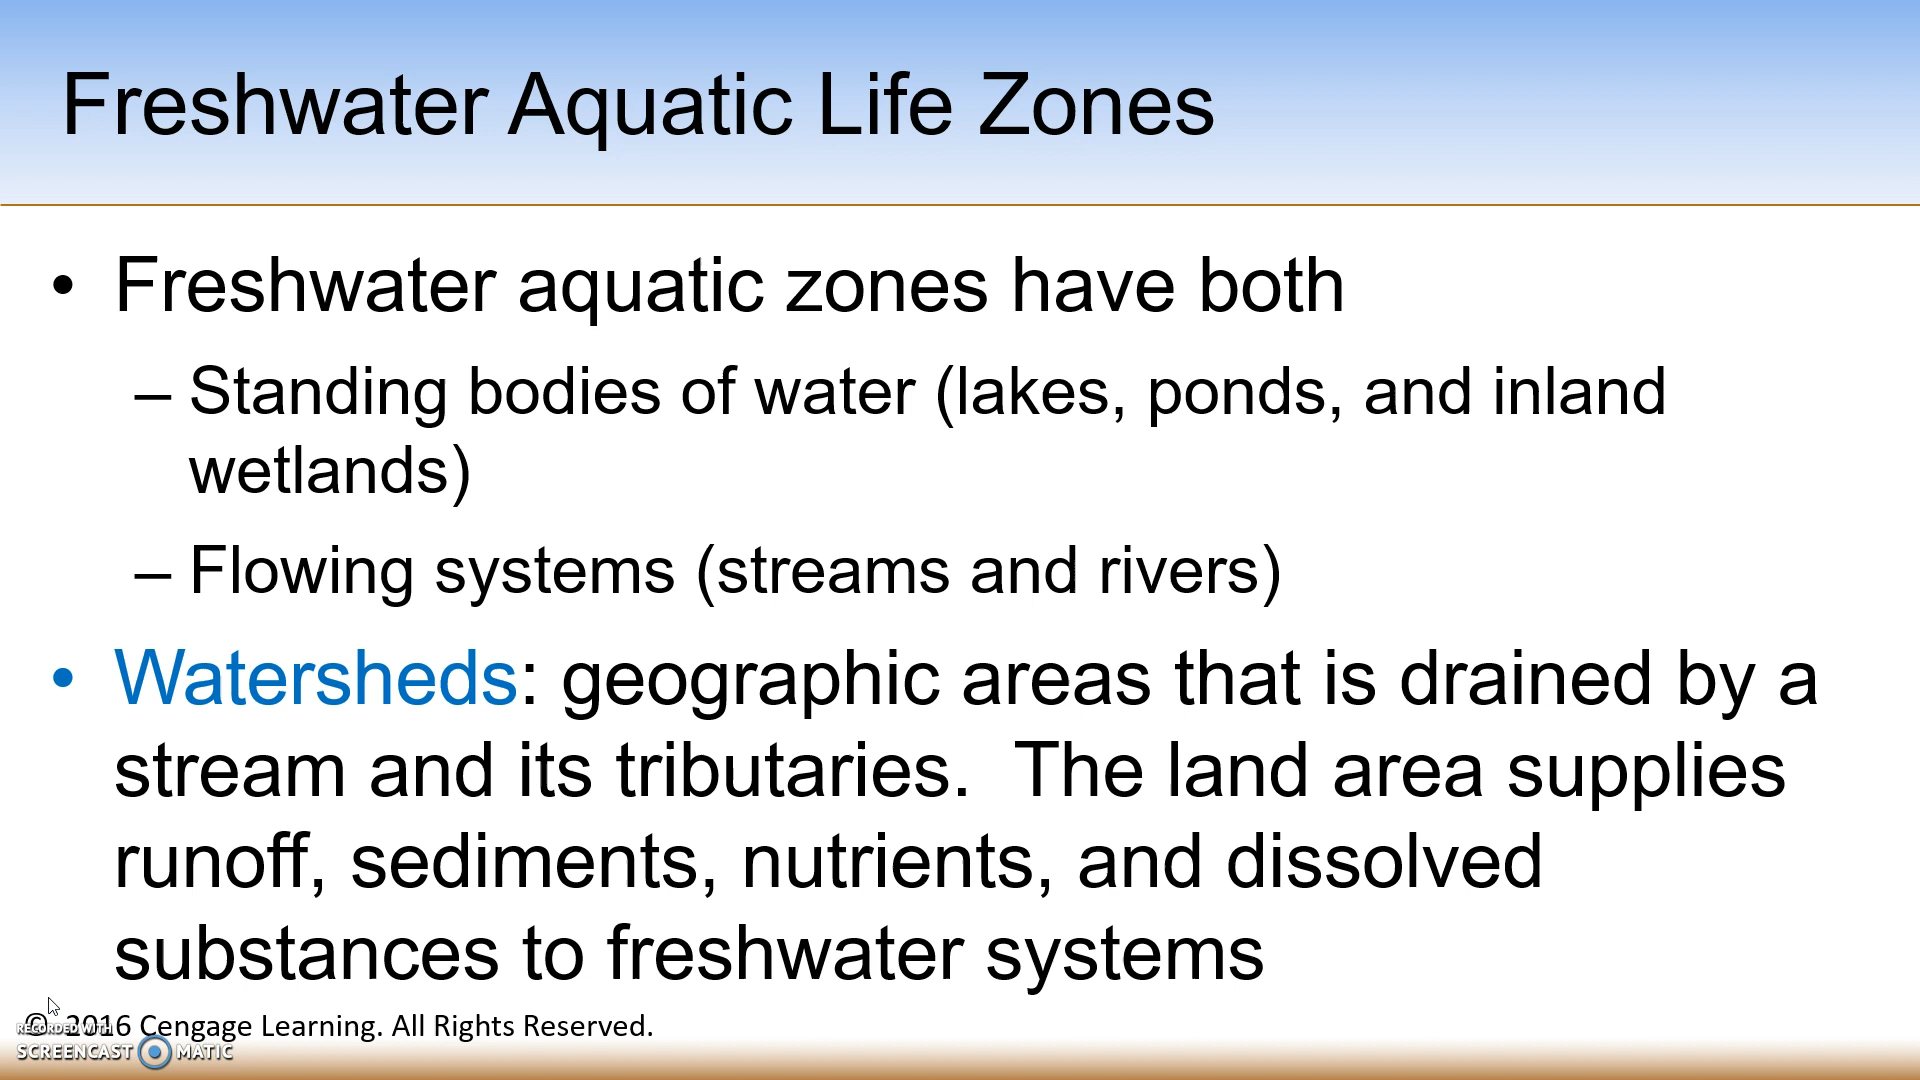 Freshwater Aquatic Life Zones
• Freshwater aquatic zones have both
– Standing bodies of water (lakes, ponds, and inland
wetlands)
– Flowing systems (streams and rivers)
• Watersheds: geographic areas that is drained by a
stream and its tributaries.  The land area supplies
runoff, sediments, nutrients, and dissolved
substances to freshwater systems
© 2016 Cengage Learning. All Rights Reserved.
RECORDED WITH
SCREENCAST MATIC